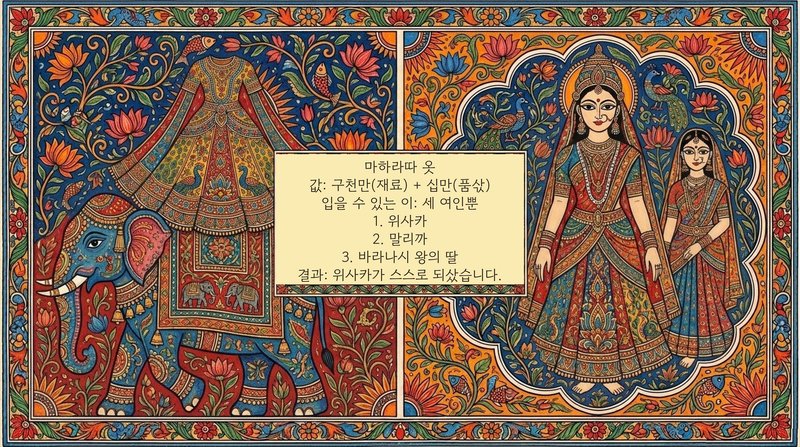 마하라따 옷
값: 구천만(재료) + 십만(품삯)
입을 수 있는 이: 세 여인뿐
1. 위사카
2. 말리까
3. 바라나시 왕의 딸
결과: 위사카가 스스로 되샀습니다.